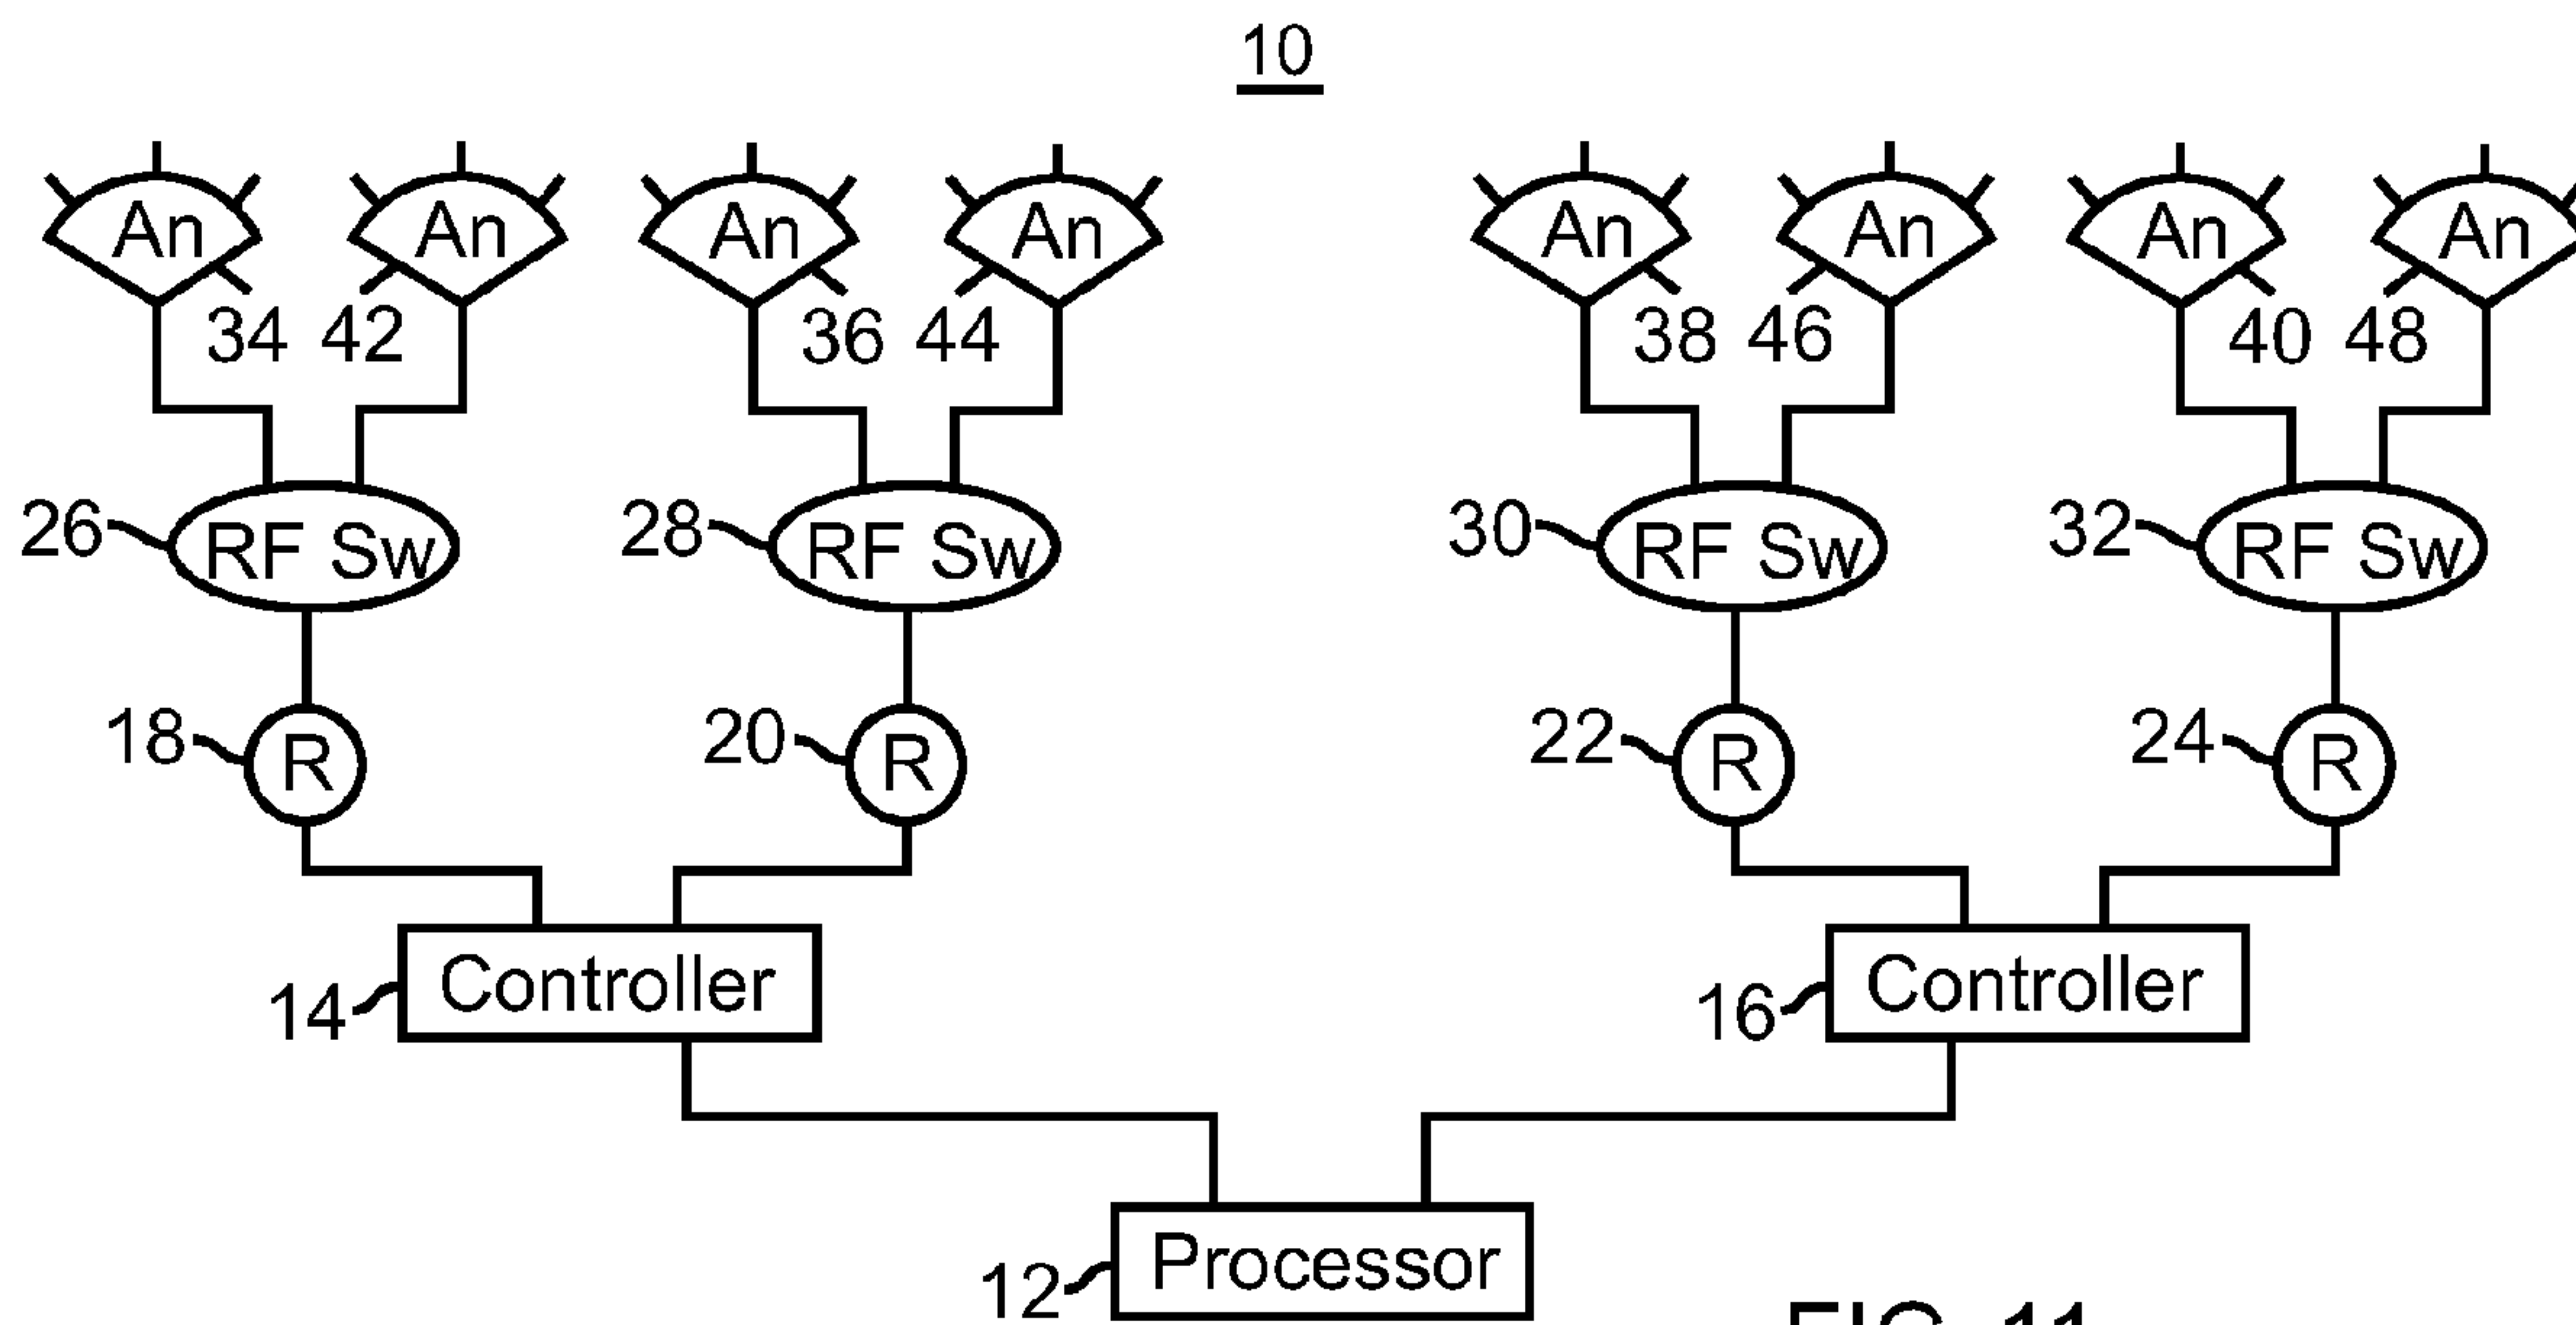 10
An An An An An An An An
34 42 36 44 38 46 40 48
26 RF Sw 28 RF Sw 30 RF Sw 32 RF Sw
18 R 20 R 22 R 24 R
14 Controller 16 Controller
12 Processor
FIG. 11